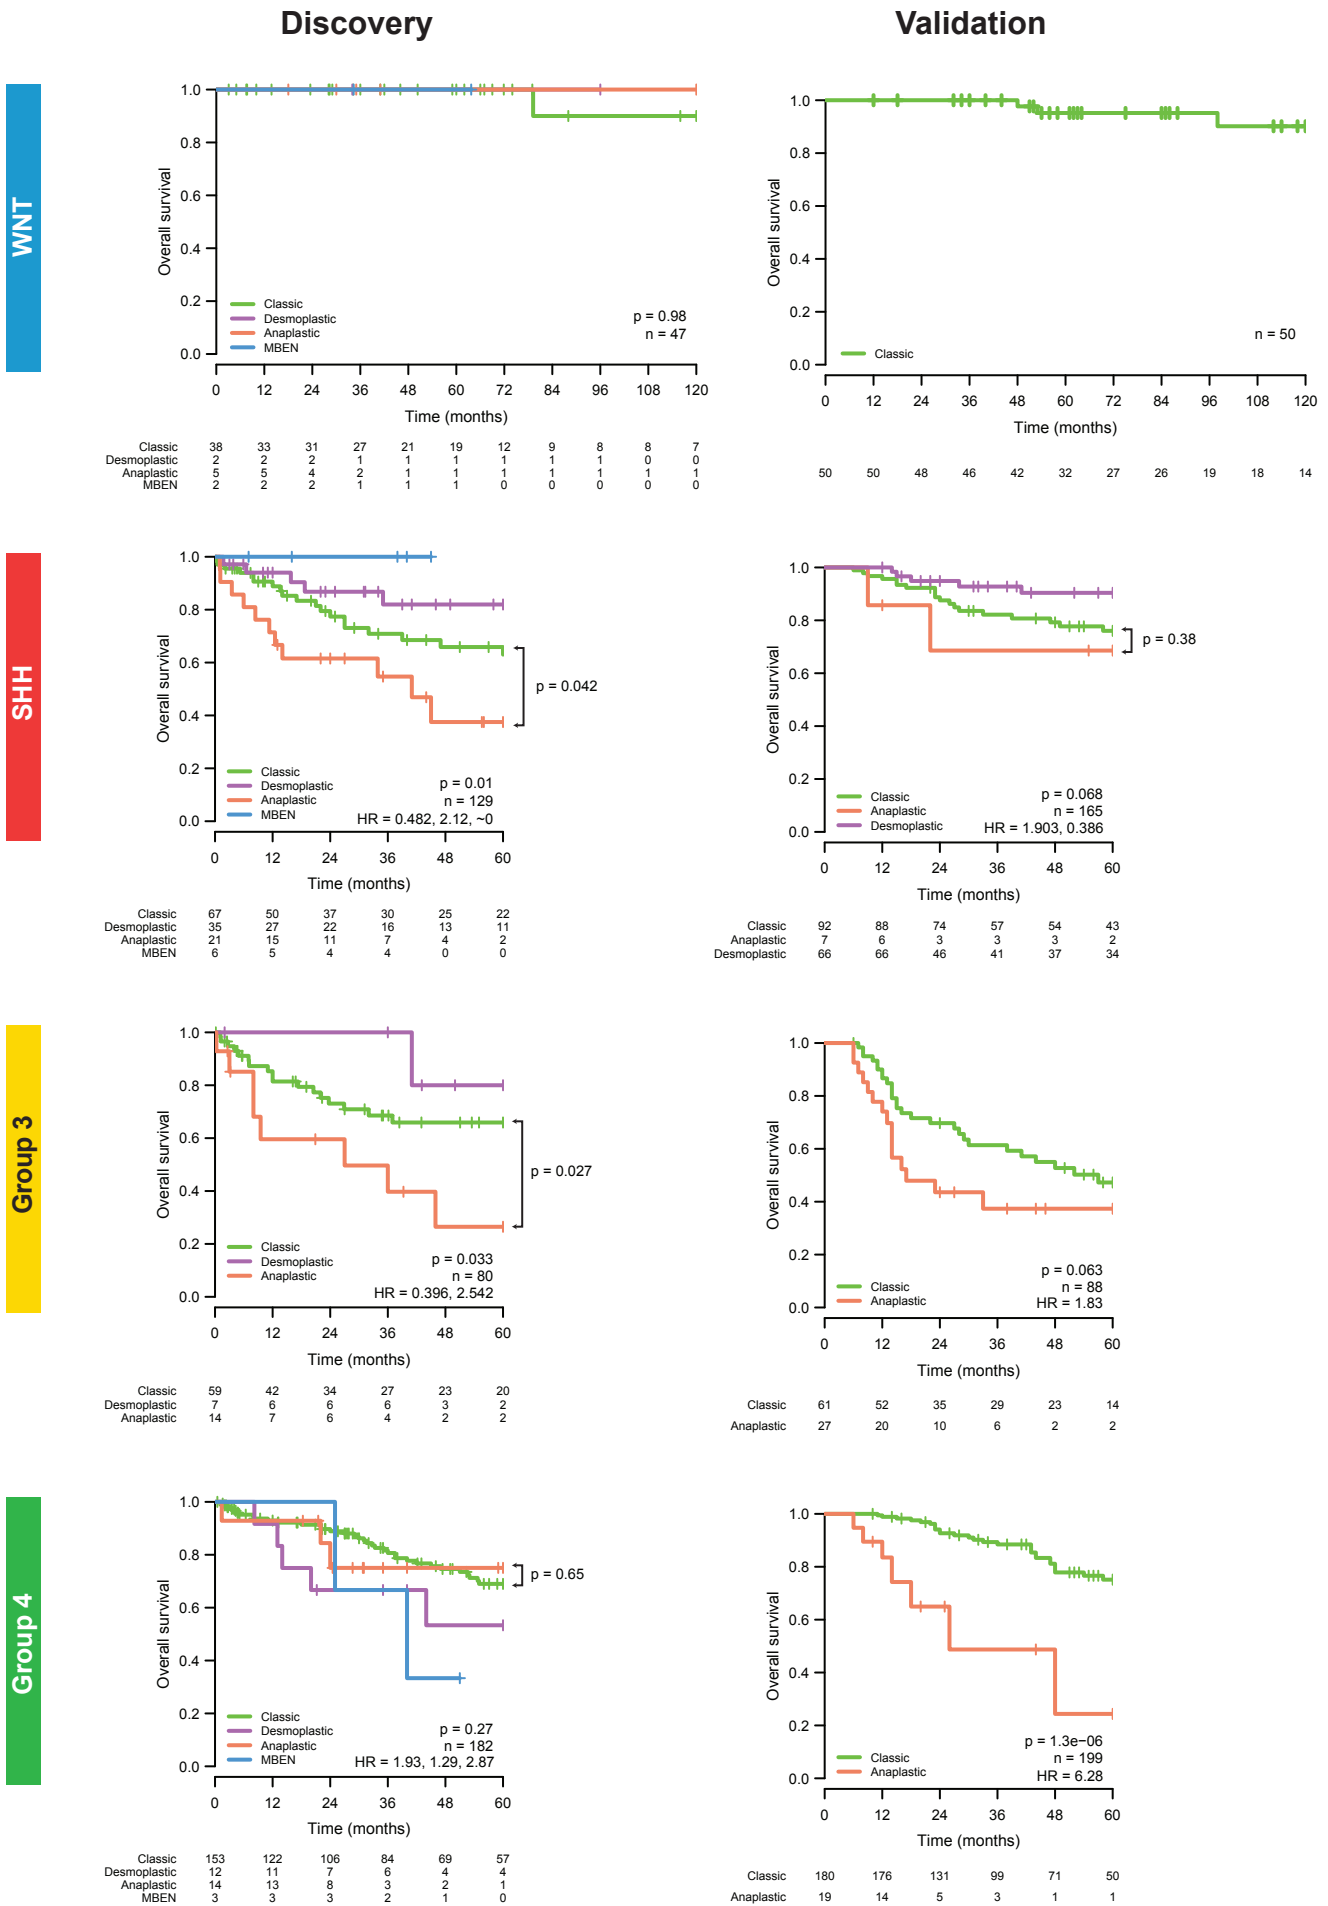 Discovery
Validation
WNT
Overall survival
1.0
0.8
0.6
0.4
0.2
0.0
Classic
Desmoplastic
Anaplastic
MBEN
p = 0.98
n = 47
0 12 24 36 48 60 72 84 96 108 120
Time (months)
Classic 38 33 31 27 21 19 12 9 8 8 7
Desmoplastic 2 2 2 1 1 1 1 1 1 0 0
Anaplastic 5 5 4 2 1 1 1 1 1 1 1
MBEN 2 2 2 1 1 1 0 0 0 0 0
Overall survival
1.0
0.8
0.6
0.4
0.2
0.0
Classic
n = 50
0 12 24 36 48 60 72 84 96 108 120
Time (months)
50 50 48 46 42 32 27 26 19 18 14
SHH
Overall survival
1.0
0.8
0.6
0.4
0.2
0.0
p = 0.042
Classic
Desmoplastic
Anaplastic
MBEN
p = 0.01
n = 129
HR = 0.482, 2.12, ~0
0 12 24 36 48 60
Time (months)
Classic 67 50 37 30 25 22
Desmoplastic 35 27 22 16 13 11
Anaplastic 21 15 11 7 4 2
MBEN 6 5 4 4 0 0
Overall survival
1.0
0.8
0.6
0.4
0.2
0.0
p = 0.38
Classic
Anaplastic
Desmoplastic
p = 0.068
n = 165
HR = 1.903, 0.386
0 12 24 36 48 60
Time (months)
Classic 92 88 74 57 54 43
Anaplastic 7 6 3 3 3 2
Desmoplastic 66 66 46 41 37 34
Group 3
Overall survival
1.0
0.8
0.6
0.4
0.2
0.0
p = 0.027
Classic
Desmoplastic
Anaplastic
p = 0.033
n = 80
HR = 0.396, 2.542
0 12 24 36 48 60
Time (months)
Classic 59 42 34 27 23 20
Desmoplastic 7 6 6 6 3 2
Anaplastic 14 7 6 4 2 2
Overall survival
1.0
0.8
0.6
0.4
0.2
0.0
Classic
Anaplastic
p = 0.063
n = 88
HR = 1.83
0 12 24 36 48 60
Time (months)
Classic 61 52 35 29 23 14
Anaplastic 27 20 10 6 2 2
Group 4
Overall survival
1.0
0.8
0.6
0.4
0.2
0.0
p = 0.65
Classic
Desmoplastic
Anaplastic
MBEN
p = 0.27
n = 182
HR = 1.93, 1.29, 2.87
0 12 24 36 48 60
Time (months)
Classic 153 122 106 84 69 57
Desmoplastic 12 11 7 6 4 4
Anaplastic 14 13 8 3 2 1
MBEN 3 3 3 2 1 0
Overall survival
1.0
0.8
0.6
0.4
0.2
0.0
Classic
Anaplastic
p = 1.3e−06
n = 199
HR = 6.28
0 12 24 36 48 60
Time (months)
Classic 180 176 131 99 71 50
Anaplastic 19 14 5 3 1 1